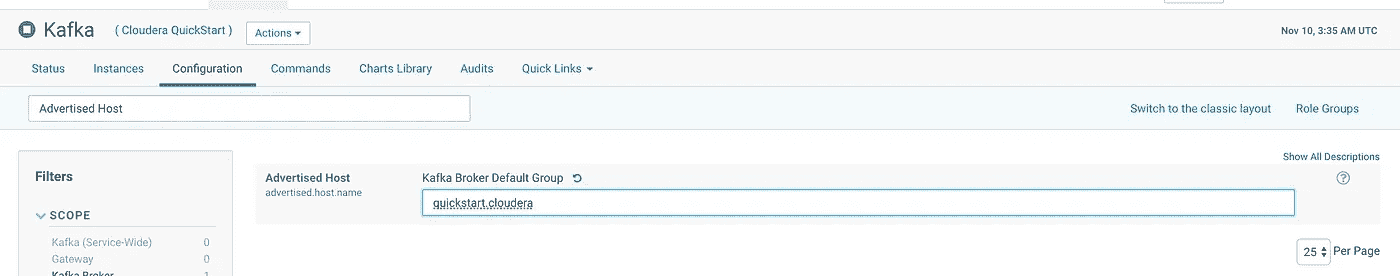 Kafka ( Cloudera QuickStart ) Actions
Nov 10, 3:35 AM UTC
Status Instances Configuration Commands Charts Library Audits Quick Links
Advertised Host
Switch to the classic layout Role Groups
Show All Descriptions
Filters
Advertised Host Kafka Broker Default Group
advertised.host.name
quickstart.cloudera
SCOPE
Kafka (Service-Wide) 0
Gateway 0
Kafka Broker 1
25 Per Page